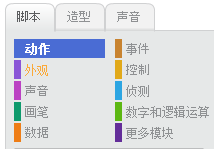 脚本 造型 声音
动作 事件
外观 控制
声音 侦测
画笔 数字和逻辑运算
数据 更多模块